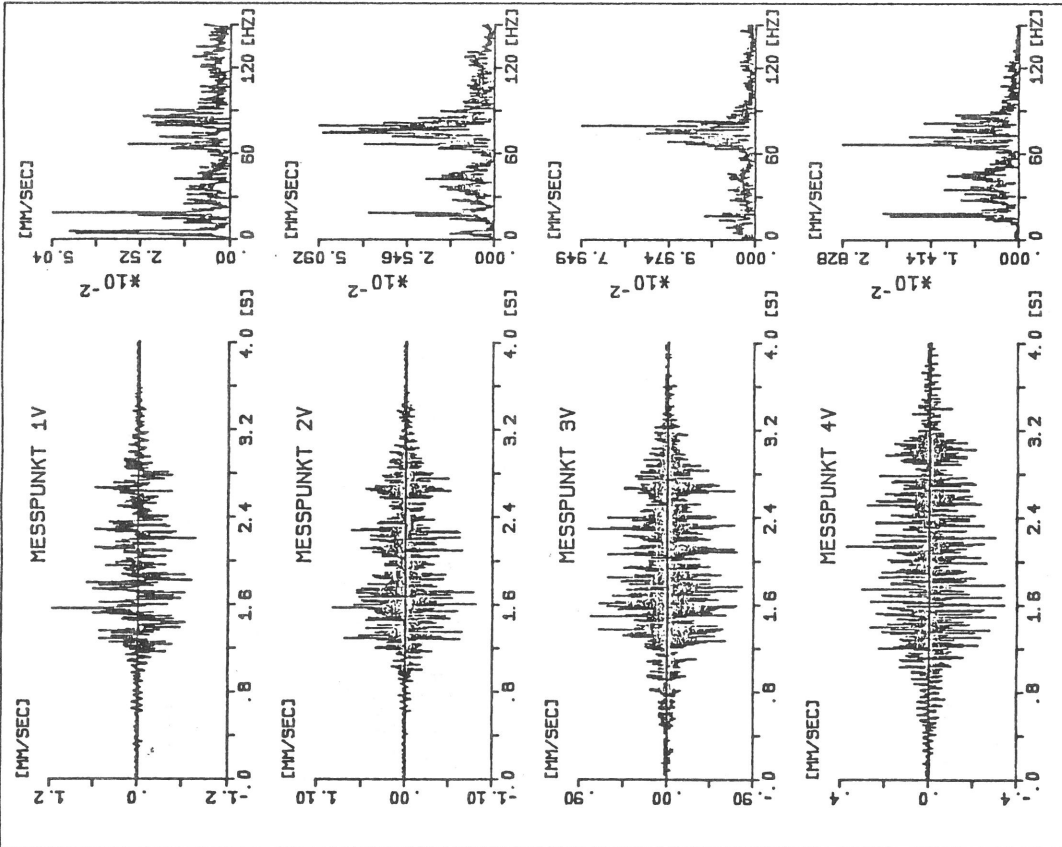 MESSPUNKT 1V
[MM/SEC]
1.2
.0
-1.2
.0
.8
1.6
2.4
3.2
4.0 [S]
[MM/SEC]
5.04
2.52
.000
*10-2
0
60
120 [HZ]
MESSPUNKT 2V
[MM/SEC]
1.10
.00
-1.10
.0
.8
1.6
2.4
3.2
4.0 [S]
[MM/SEC]
5.092
2.546
.000
*10-2
0
60
120 [HZ]
MESSPUNKT 3V
[MM/SEC]
.90
.00
-.90
.0
.8
1.6
2.4
3.2
4.0 [S]
[MM/SEC]
7.949
3.974
.000
*10-2
0
60
120 [HZ]
MESSPUNKT 4V
[MM/SEC]
.4
.0
-.4
.0
.8
1.6
2.4
3.2
4.0 [S]
[MM/SEC]
2.828
1.414
.000
*10-2
0
60
120 [HZ]